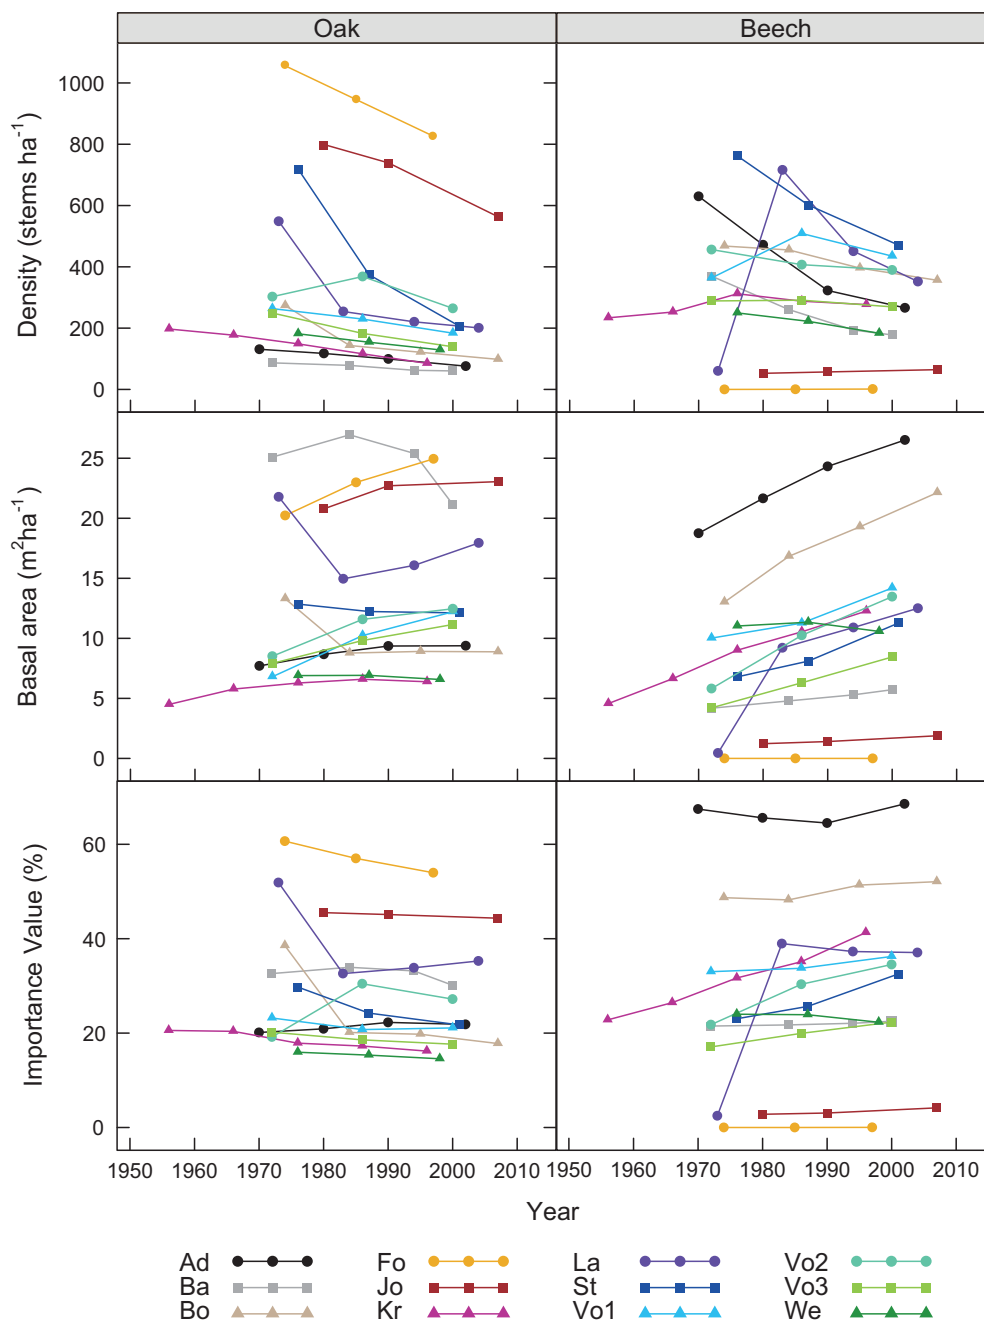 Oak Beech
Density (stems ha⁻¹)
1000
800
600
400
200
0
Basal area (m²ha⁻¹)
25
20
15
10
5
0
Importance Value (%)
60
40
20
0
1950 1960 1970 1980 1990 2000 2010 1950 1960 1970 1980 1990 2000 2010
Year
Ad Fo La Vo2
Ba Jo St Vo3
Bo Kr Vo1 We